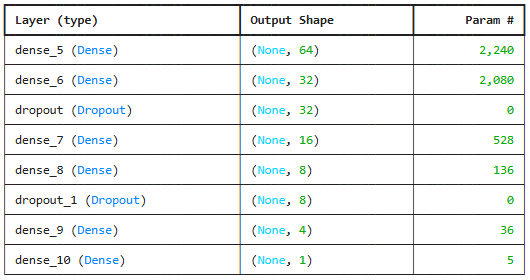 Layer (type) Output Shape Param #
dense_5 (Dense) (None, 64) 2,240
dense_6 (Dense) (None, 32) 2,080
dropout (Dropout) (None, 32) 0
dense_7 (Dense) (None, 16) 528
dense_8 (Dense) (None, 8) 136
dropout_1 (Dropout) (None, 8) 0
dense_9 (Dense) (None, 4) 36
dense_10 (Dense) (None, 1) 5